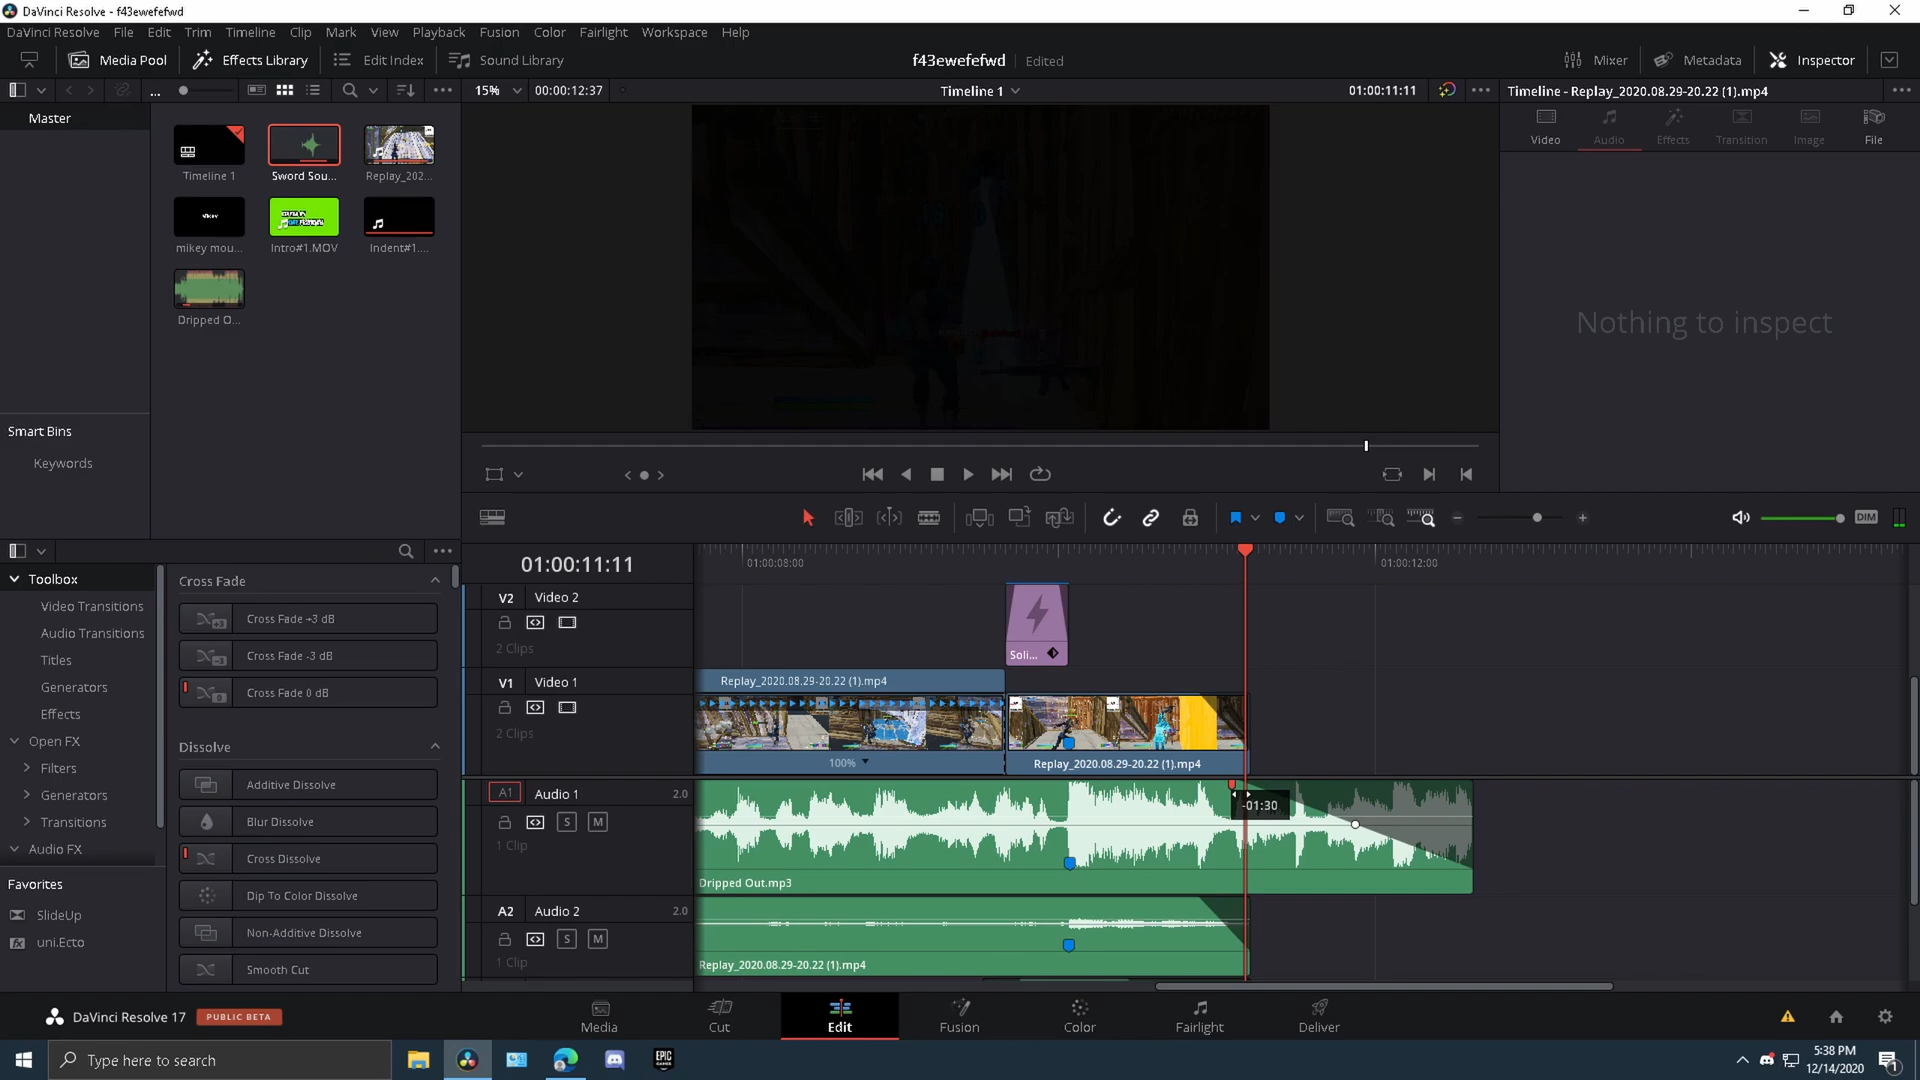 DaVinci Resolve - f43ewefefwd
DaVinci Resolve File Edit Trim Timeline Clip Mark View Playback Fusion Color Fairlight Workspace Help
Media Pool Effects Library Edit Index Sound Library f43ewefefwd Edited Mixer Metadata Inspector
... 15% 00:00:12:37 Timeline 1 01:00:11:11 Timeline - Replay_2020.08.29-20.22 (1).mp4
Master
Video Audio Effects Transition Image File
Timeline 1 Sword Sou... Replay_202...
mikey mou... Intro#1.MOV Indent#1....
Dripped O...
Nothing to inspect
Smart Bins
Keywords
DIM
Toolbox
Video Transitions
Audio Transitions
Titles
Generators
Effects
Open FX
Filters
Generators
Transitions
Audio FX
Favorites
SlideUp
uni.Ecto
Cross Fade
Cross Fade +3 dB
Cross Fade -3 dB
Cross Fade 0 dB
Dissolve
Additive Dissolve
Blur Dissolve
Cross Dissolve
Dip To Color Dissolve
Non-Additive Dissolve
Smooth Cut
01:00:11:11 01:00:08:00 01:00:12:00
V2 Video 2
2 Clips
Soli...
V1 Video 1
2 Clips
Replay_2020.08.29-20.22 (1).mp4
100%
Replay_2020.08.29-20.22 (1).mp4
A1 Audio 1 2.0
S M
1 Clip
-01:30
Dripped Out.mp3
A2 Audio 2 2.0
S M
1 Clip
Replay_2020.08.29-20.22 (1).mp4
DaVinci Resolve 17 PUBLIC BETA
Media Cut Edit Fusion Color Fairlight Deliver
Type here to search
EPIC GAMES
5:38 PM
12/14/2020
1